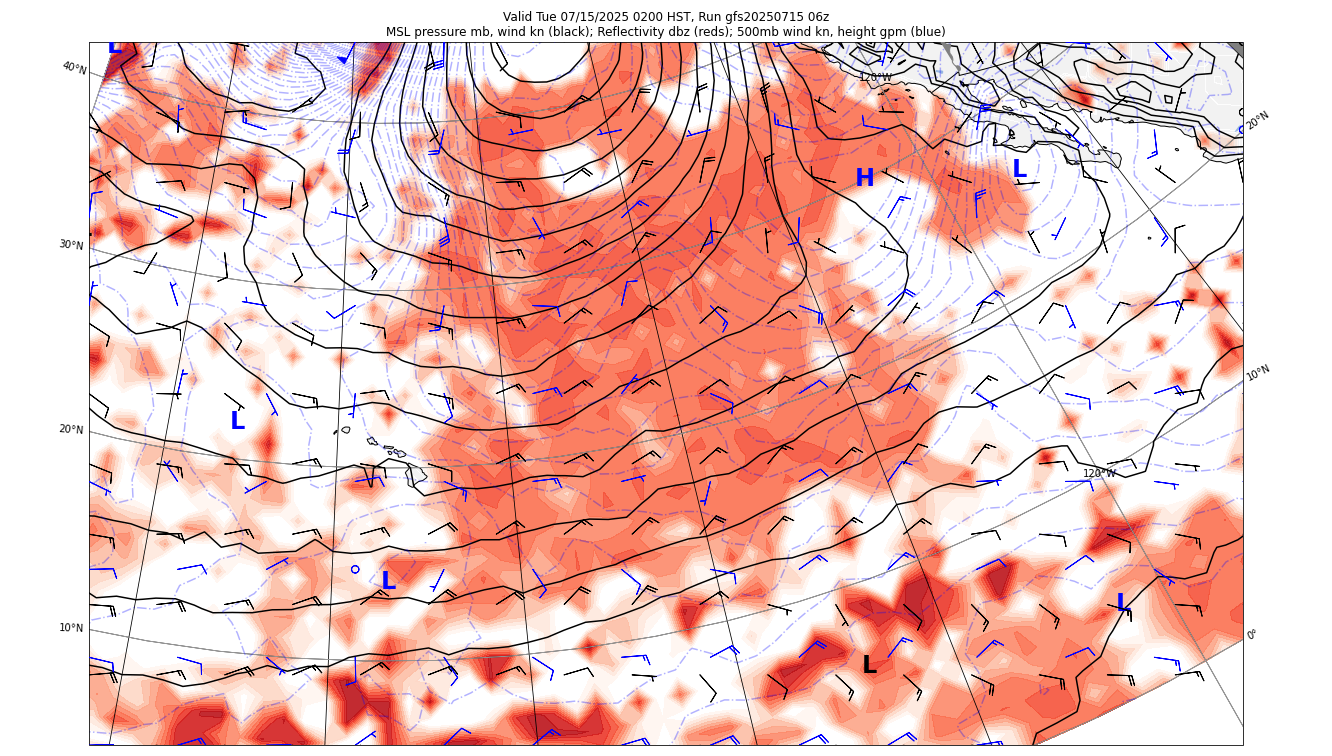 Valid Tue 07/15/2025 0200 HST, Run gfs20250715 06z
MSL pressure mb, wind kn (black); Reflectivity dbz (reds); 500mb wind kn, height gpm (blue)
L
40°N
120°W
20°N
H
L
30°N
10°N
L
20°N
120°W
L
L
10°N
0°
L